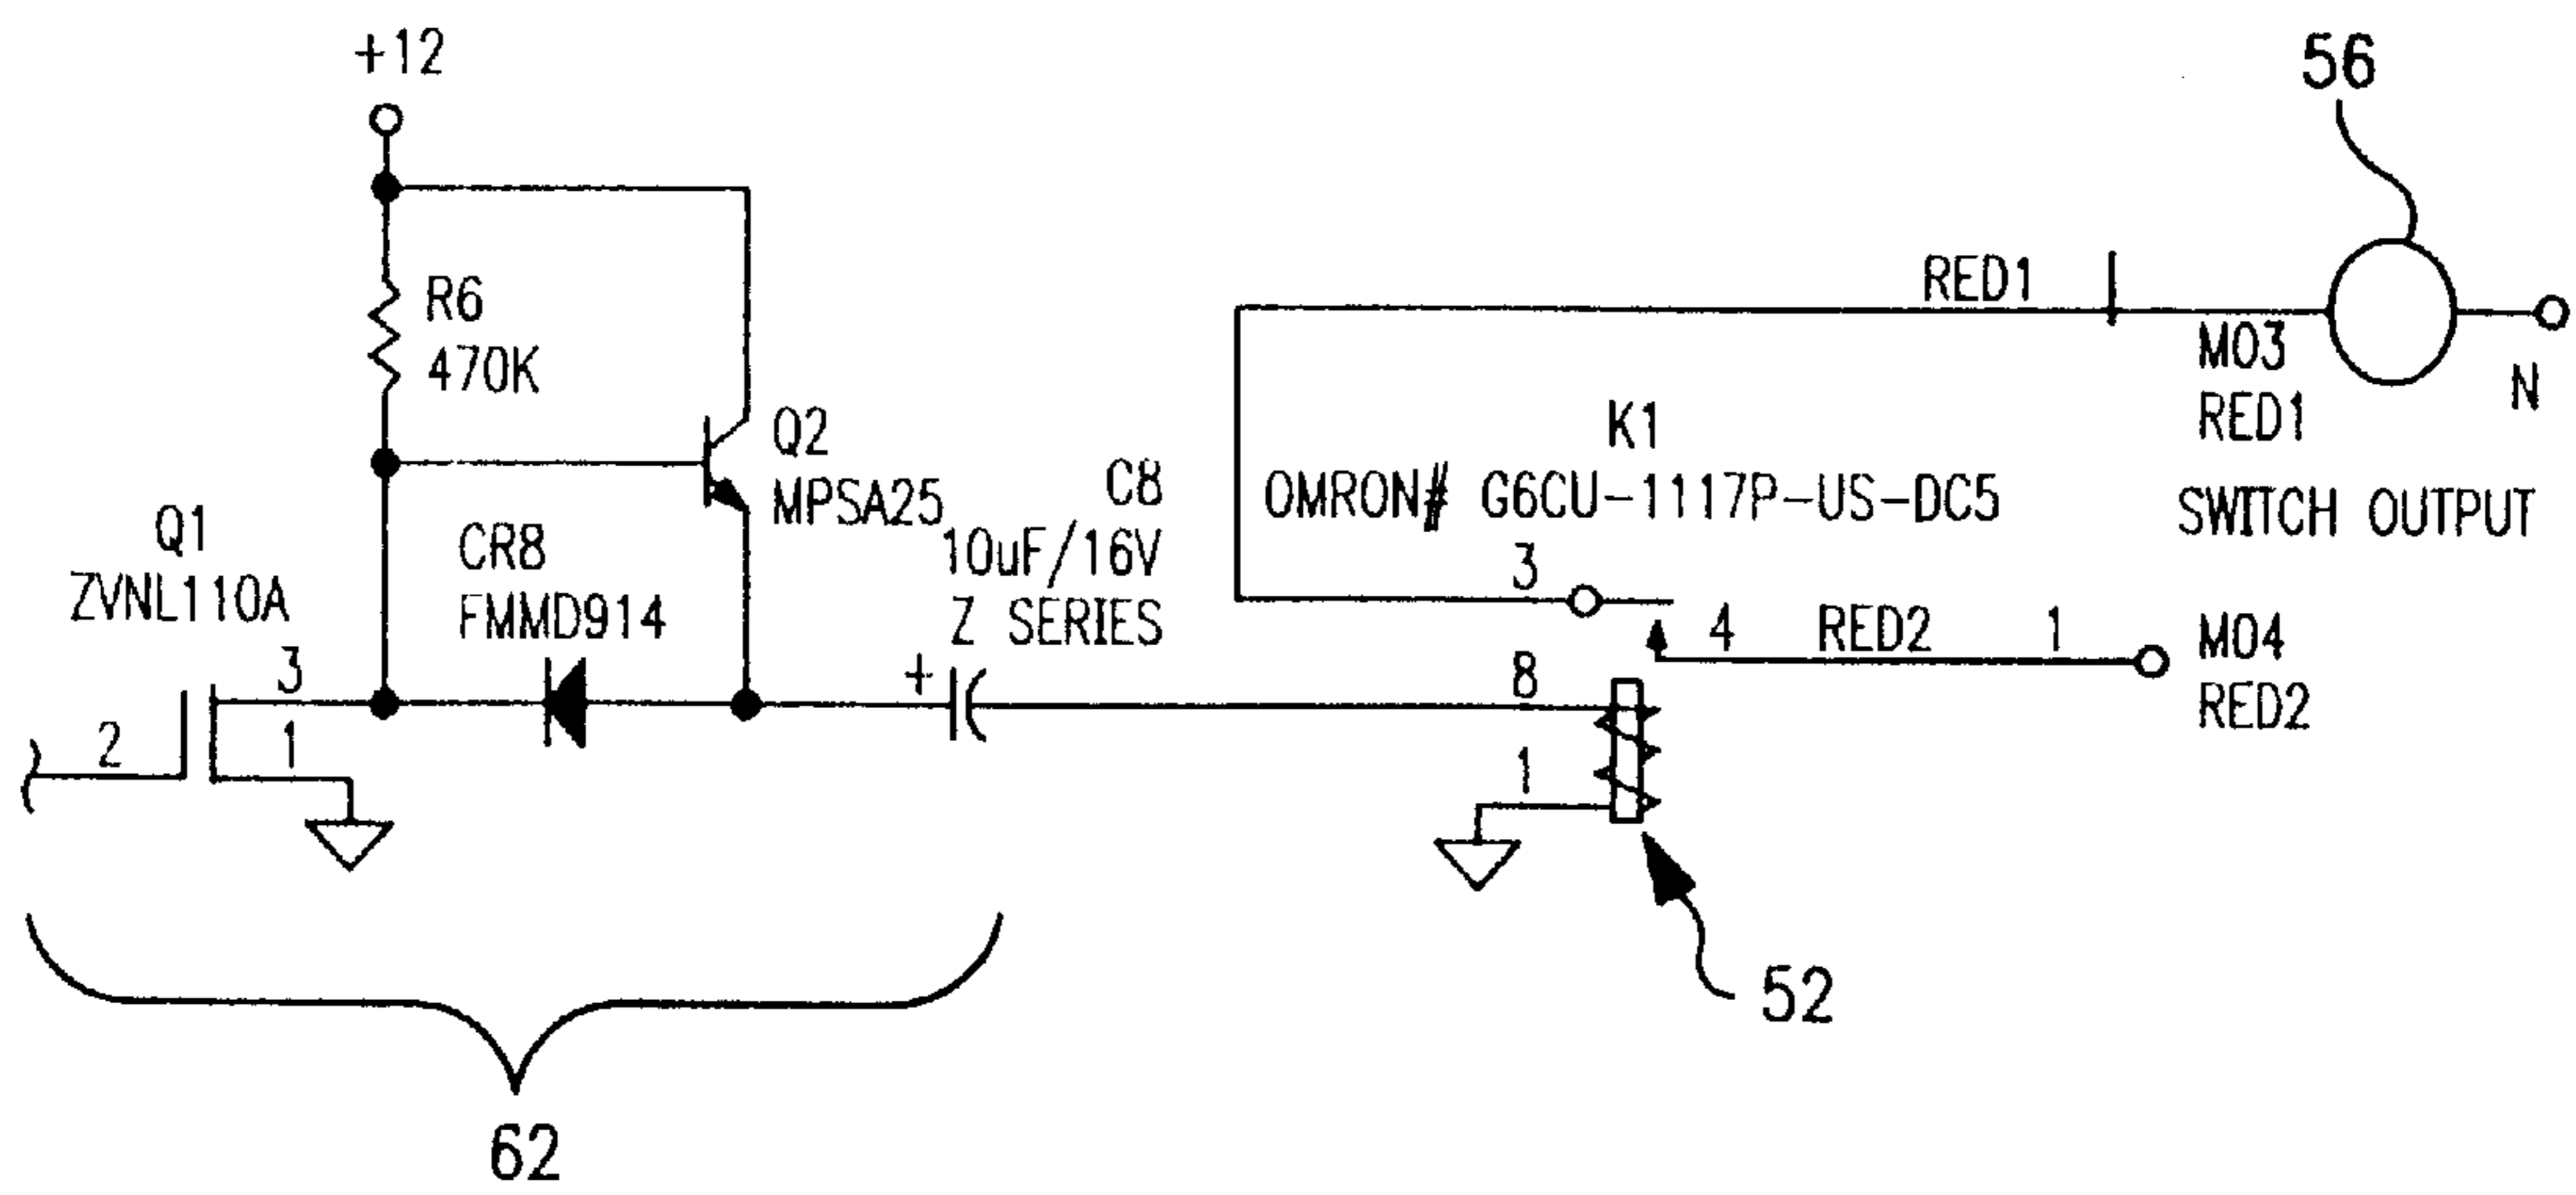 +12
56
R6
470K
RED1
M03
RED1
N
Q2
MPSA25
K1
OMRON# G6CU-1117P-US-DC5
SWITCH OUTPUT
C8
10uF/16V
Z SERIES
Q1
ZVNL110A
CR8
FMMD914
3
4 RED2 1
M04
RED2
3
8
2
1
1
52
62